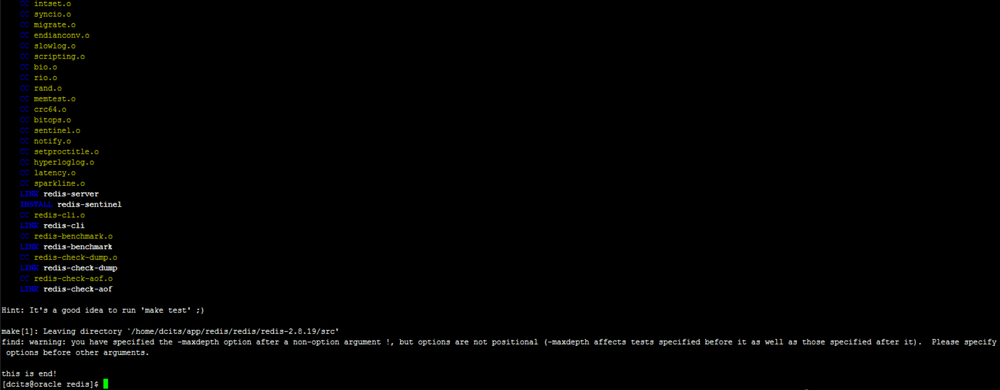 CC intset.o
CC syncio.o
CC migrate.o
CC endianconv.o
CC slowlog.o
CC scripting.o
CC bio.o
CC rio.o
CC rand.o
CC memtest.o
CC crc64.o
CC bitops.o
CC sentinel.o
CC notify.o
CC setproctitle.o
CC hyperloglog.o
CC latency.o
CC sparkline.o
LINK redis-server
INSTALL redis-sentinel
CC redis-cli.o
LINK redis-cli
CC redis-benchmark.o
LINK redis-benchmark
CC redis-check-dump.o
LINK redis-check-dump
CC redis-check-aof.o
LINK redis-check-aof
Hint: It's a good idea to run 'make test' ;)
make[1]: Leaving directory `/home/dcits/app/redis/redis/redis-2.8.19/src'
find: warning: you have specified the -maxdepth option after a non-option argument !, but options are not positional (-maxdepth affects tests specified before it as well as those specified after it).  Please specify
options before other arguments.
this is end!
[dcits@oracle redis]$